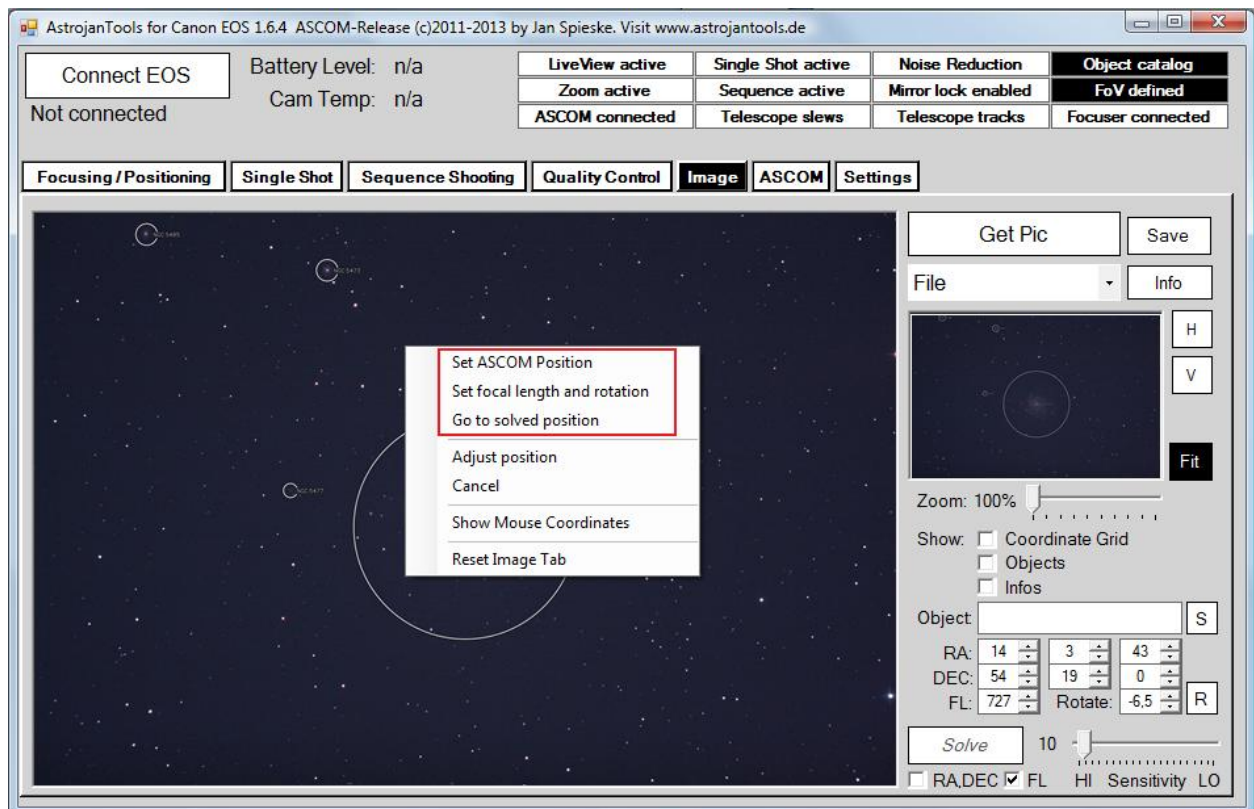 AstrojanTools for Canon EOS 1.6.4 ASCOM-Release (c)2011-2013 by Jan Spieske. Visit www.astrojantools.de
Connect EOS
Battery Level: n/a
Cam Temp: n/a
Not connected
LiveView active
Single Shot active
Noise Reduction
Object catalog
Zoom active
Sequence active
Mirror lock enabled
FoV defined
ASCOM connected
Telescope slews
Telescope tracks
Focuser connected
Focusing / Positioning
Single Shot
Sequence Shooting
Quality Control
Image
ASCOM
Settings
NGC 5473
NGC 5477
Set ASCOM Position
Set focal length and rotation
Go to solved position
Adjust position
Cancel
Show Mouse Coordinates
Reset Image Tab
Get Pic
Save
File
Info
H
V
Fit
Zoom: 100%
Show: Coordinate Grid
Objects
Infos
Object:
S
RA: 14 3 43
DEC: 54 19 0
FL: 727 Rotate: -6,5 R
Solve 10
RA,DEC FL HI Sensitivity LO